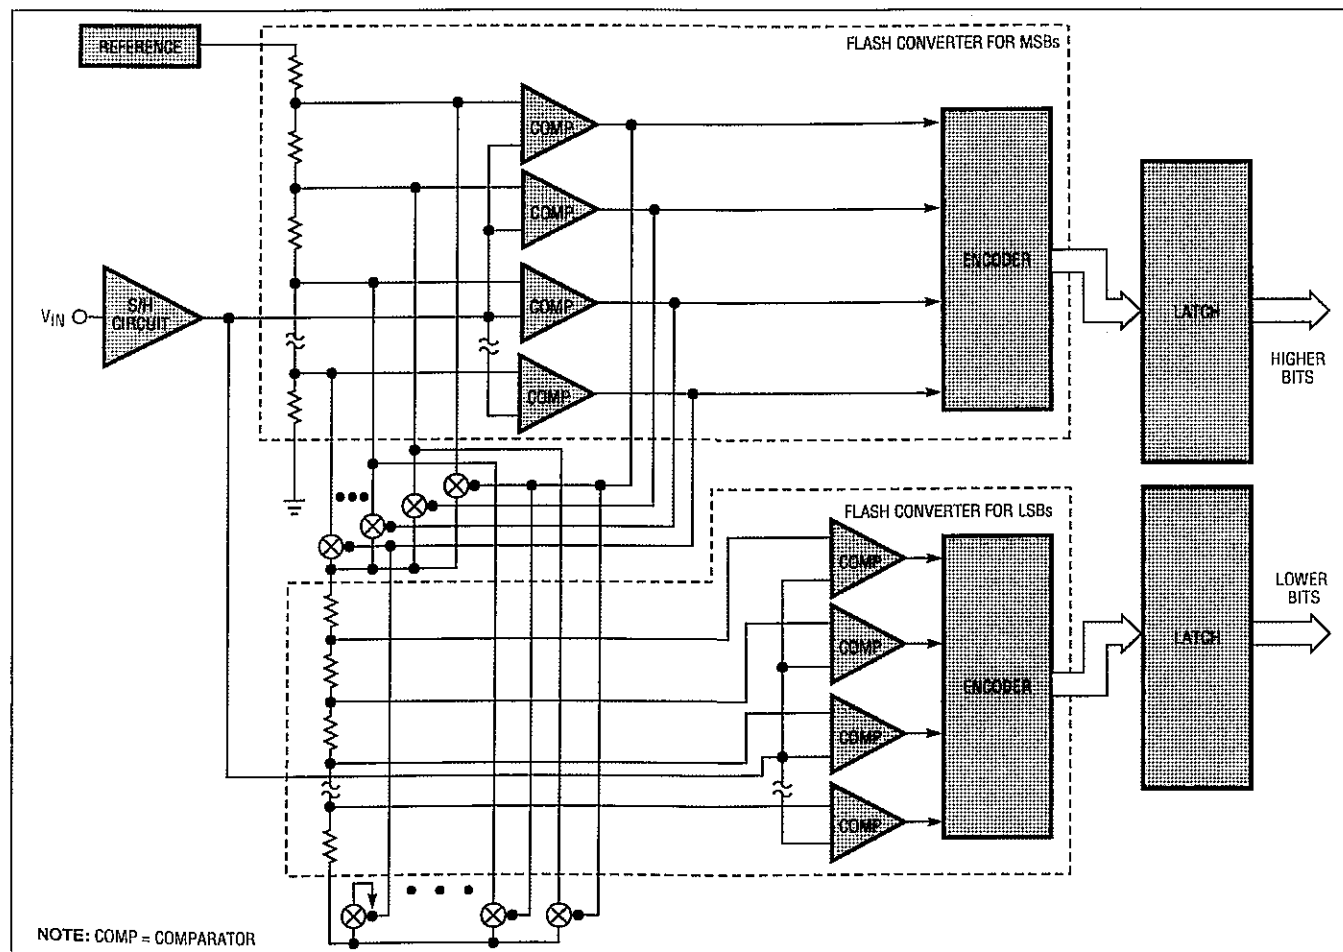 REFERENCE
FLASH CONVERTER FOR MSBs
COMP
COMP
COMP
COMP
ENCODER
LATCH
HIGHER
BITS
VIN
S/H
CIRCUIT
FLASH CONVERTER FOR LSBs
COMP
COMP
COMP
COMP
ENCODER
LATCH
LOWER
BITS
NOTE: COMP = COMPARATOR